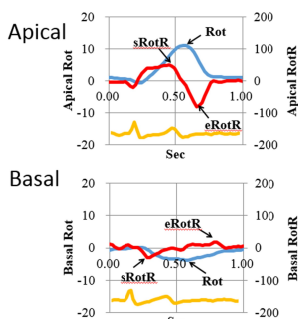 Apical
20 200
Rot
sRotR
10 100
0 0
0.00 0.50 1.00
-10 -100
eRotR
-20 -200
Apical Rot
Apical RotR
Sec
Basal
20 200
10 100
eRotR
0 0
0.00 0.50 1.00
sRotR Rot
-10 -100
-20 -200
Basal Rot
Basal RotR